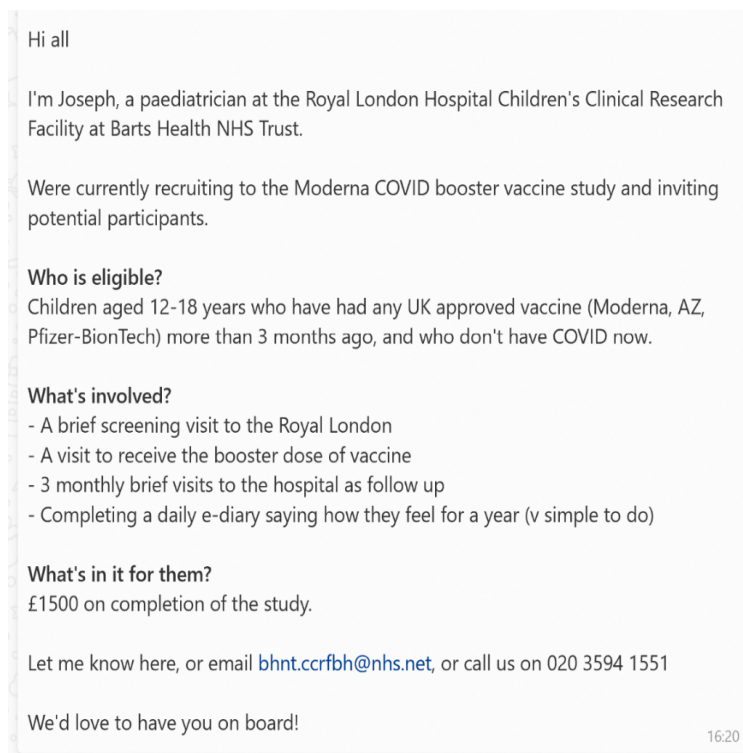 Hi all
I'm Joseph, a paediatrician at the Royal London Hospital Children's Clinical Research
Facility at Barts Health NHS Trust.
Were currently recruiting to the Moderna COVID booster vaccine study and inviting
potential participants.
Who is eligible?
Children aged 12-18 years who have had any UK approved vaccine (Moderna, AZ,
Pfizer-BionTech) more than 3 months ago, and who don't have COVID now.
What's involved?
- A brief screening visit to the Royal London
- A visit to receive the booster dose of vaccine
- 3 monthly brief visits to the hospital as follow up
- Completing a daily e-diary saying how they feel for a year (v simple to do)
What's in it for them?
£1500 on completion of the study.
Let me know here, or email bhnt.ccrfbh@nhs.net, or call us on 020 3594 1551
We'd love to have you on board!
16:20